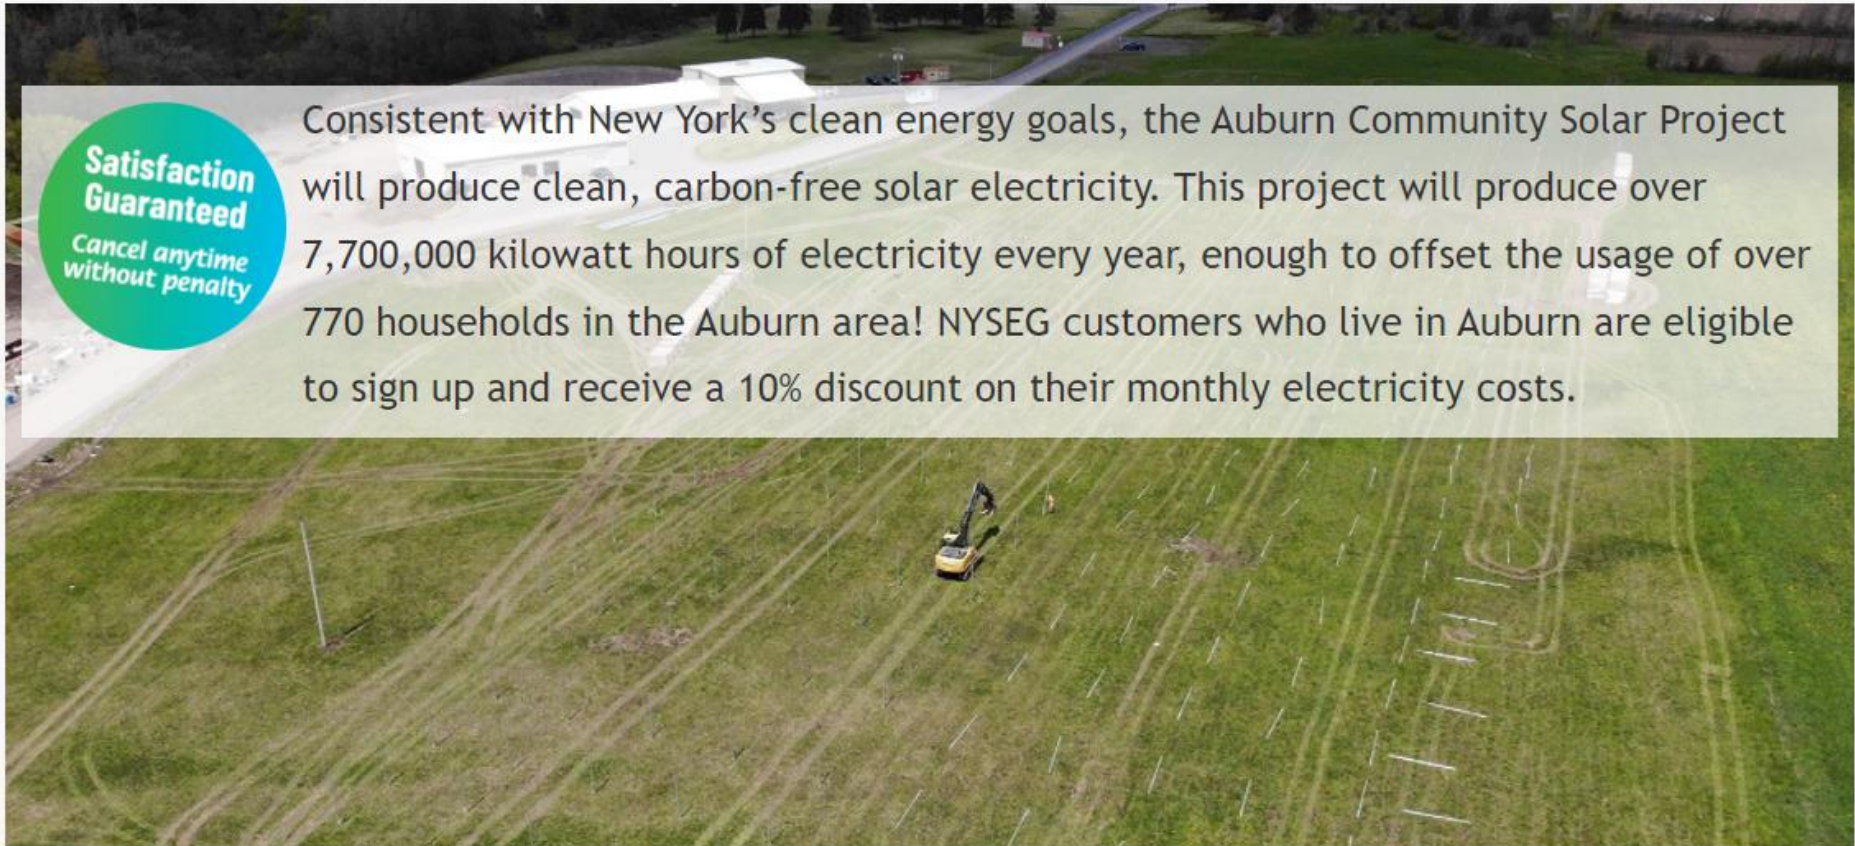 Satisfaction
Guaranteed
Cancel anytime
without penalty
Consistent with New York’s clean energy goals, the Auburn Community Solar Project
will produce clean, carbon-free solar electricity. This project will produce over
7,700,000 kilowatt hours of electricity every year, enough to offset the usage of over
770 households in the Auburn area! NYSEG customers who live in Auburn are eligible
to sign up and receive a 10% discount on their monthly electricity costs.